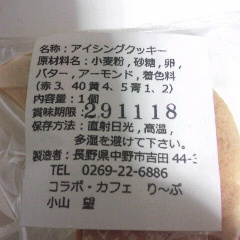 名称：アイシングクッキー
原材料名：小麦粉，砂糖，卵，
バター，アーモンド，着色料
（赤３．４０黄４．５青１、２）
内容量：１個
賞味期限：291118
保存方法：直射日光,高温,
多湿を避けて下さい。
製造者：長野県中野市吉田 44-3
TEL 0269-22-6886
コラボ・カフェ り～ぶ
小山 望